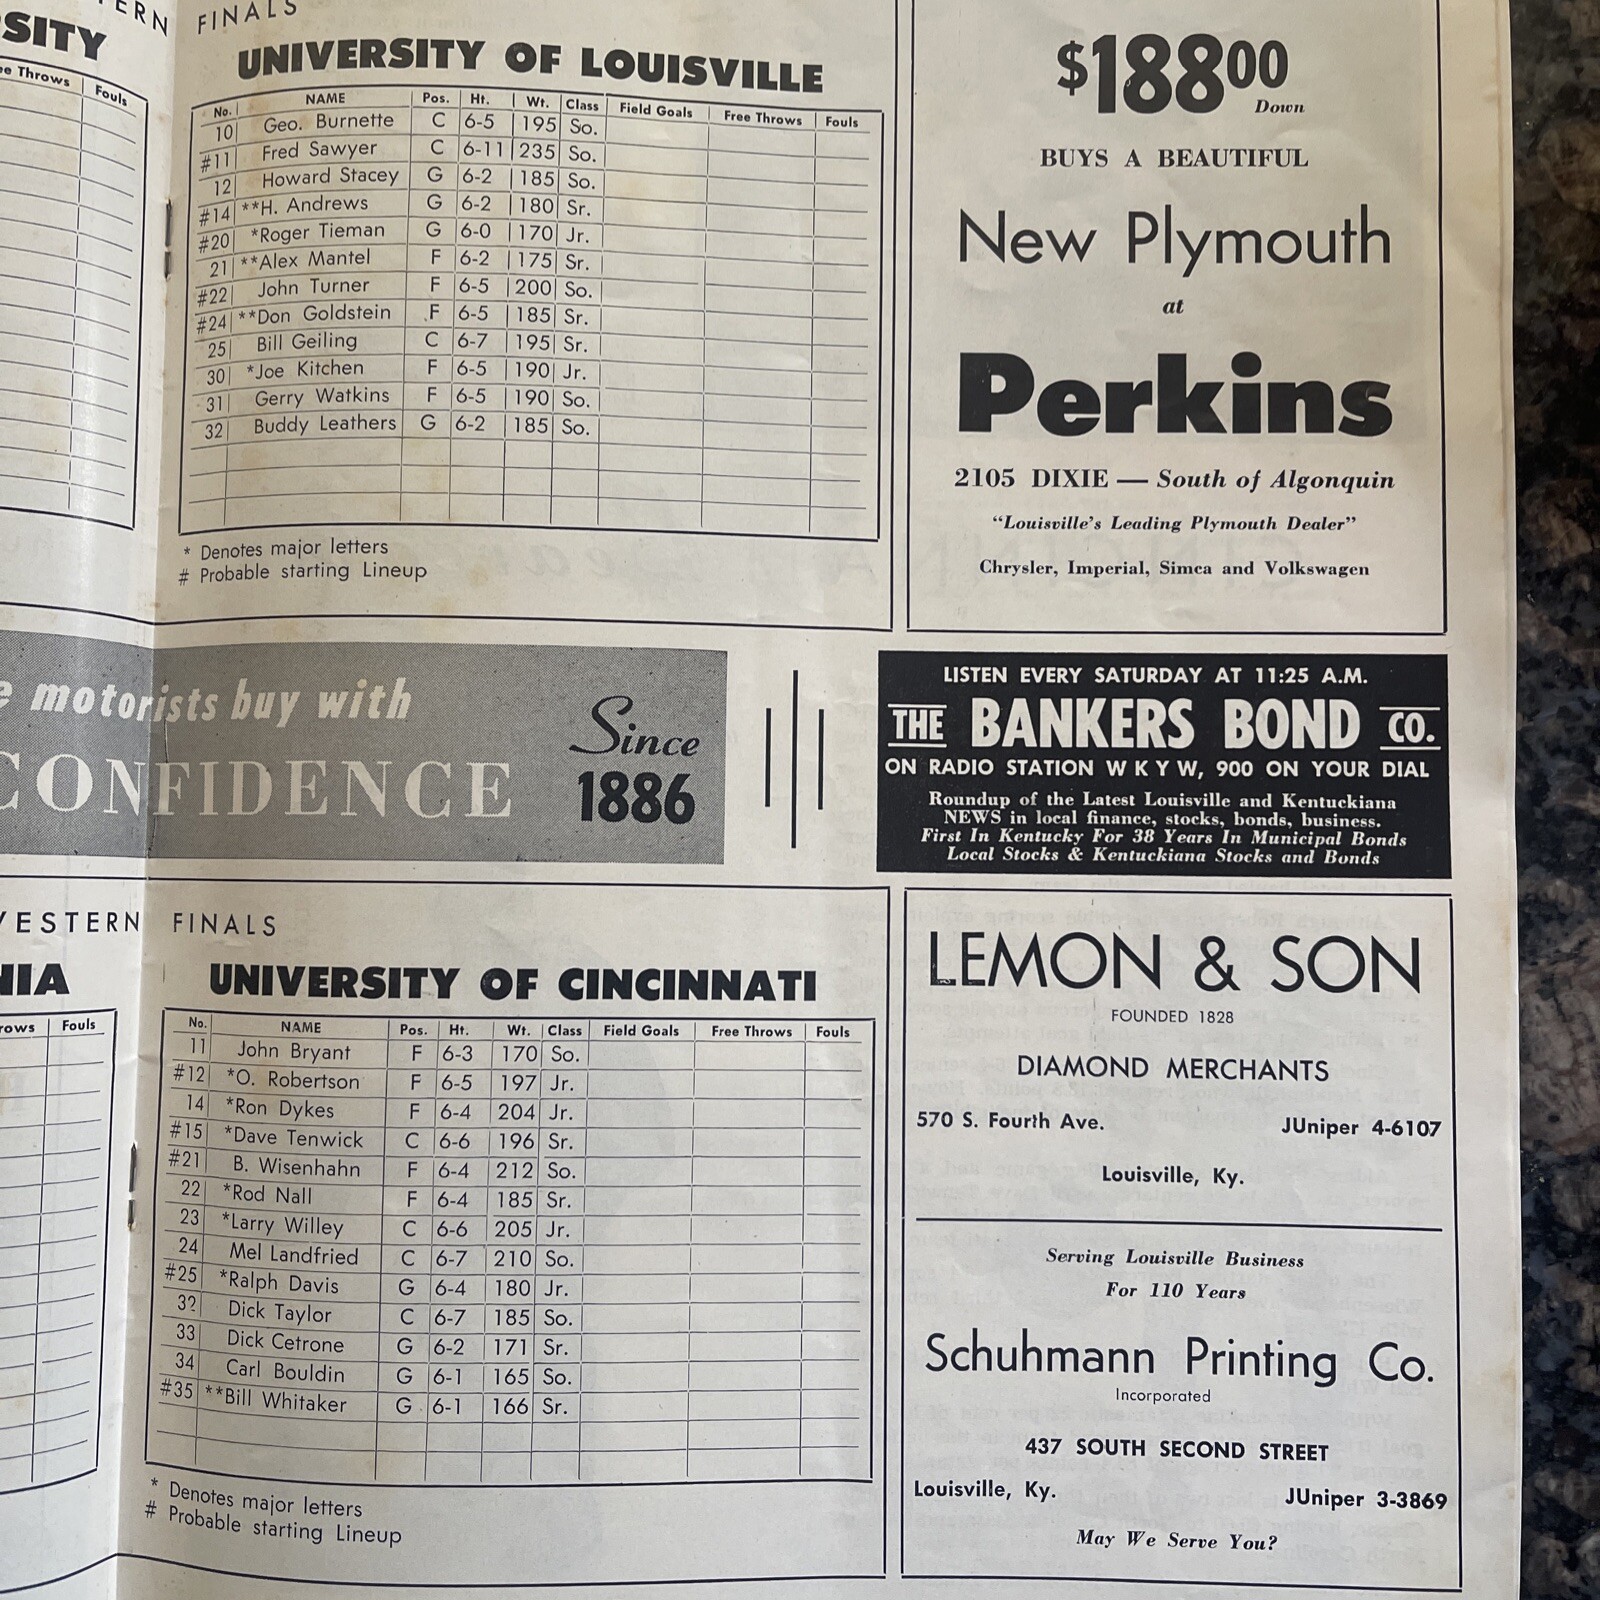 ERN FINALS
SITY
Free Throws Fouls
UNIVERSITY OF LOUISVILLE
No. NAME Pos. Ht. Wt. Class Field Goals Free Throws Fouls
10 Geo. Burnette C 6-5 195 So.
#11 Fred Sawyer C 6-11 235 So.
12 Howard Stacey G 6-2 185 So.
#14 **H. Andrews G 6-2 180 Sr.
#20 *Roger Tieman G 6-0 170 Jr.
21 **Alex Mantel F 6-2 175 Sr.
#22 John Turner F 6-5 200 So.
#24 **Don Goldstein F 6-5 185 Sr.
25 Bill Geiling C 6-7 195 Sr.
30 *Joe Kitchen F 6-5 190 Jr.
31 Gerry Watkins F 6-5 190 So.
32 Buddy Leathers G 6-2 185 So.
* Denotes major letters
# Probable starting Lineup
$18800
Down
BUYS A BEAUTIFUL
New Plymouth
at
Perkins
2105 DIXIE — South of Algonquin
"Louisville's Leading Plymouth Dealer"
Chrysler, Imperial, Simca and Volkswagen
e motorists buy with
CONFIDENCE
Since
1886
LISTEN EVERY SATURDAY AT 11:25 A.M.
THE BANKERS BOND CO.
ON RADIO STATION W K Y W, 900 ON YOUR DIAL
Roundup of the Latest Louisville and Kentuckiana
NEWS in local finance, stocks, bonds, business.
First In Kentucky For 38 Years In Municipal Bonds
Local Stocks & Kentuckiana Stocks and Bonds
ESTERN FINALS
NIA
rows Fouls
UNIVERSITY OF CINCINNATI
No. NAME Pos. Ht. Wt. Class Field Goals Free Throws Fouls
11 John Bryant F 6-3 170 So.
#12 *O. Robertson F 6-5 197 Jr.
14 *Ron Dykes F 6-4 204 Jr.
#15 *Dave Tenwick C 6-6 196 Sr.
#21 B. Wisenhahn F 6-4 212 So.
22 *Rod Nall F 6-4 185 Sr.
23 *Larry Willey C 6-6 205 Jr.
24 Mel Landfried C 6-7 210 So.
#25 *Ralph Davis G 6-4 180 Jr.
32 Dick Taylor C 6-7 185 So.
33 Dick Cetrone G 6-2 171 Sr.
34 Carl Bouldin G 6-1 165 So.
#35 **Bill Whitaker G 6-1 166 Sr.
* Denotes major letters
# Probable starting Lineup
LEMON & SON
FOUNDED 1828
DIAMOND MERCHANTS
570 S. Fourth Ave. JUniper 4-6107
Louisville, Ky.
Serving Louisville Business
For 110 Years
Schuhmann Printing Co.
Incorporated
437 SOUTH SECOND STREET
Louisville, Ky. JUniper 3-3869
May We Serve You?